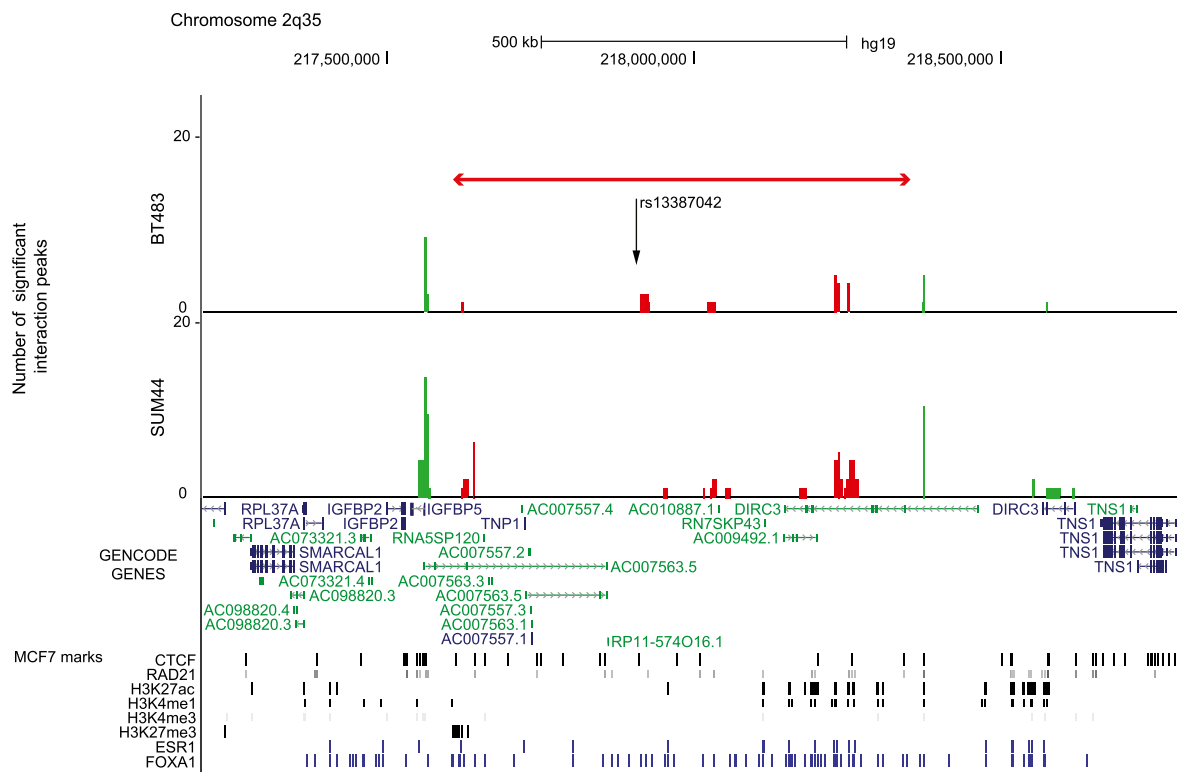 Chromosome 2q35
500 kb hg19
217,500,000 218,000,000 218,500,000
20
rs13387042
BT483
0
Number of significant
interaction peaks
20
SUM44
0
RPL37A IGFBP2 IGFBP5 AC007557.4 AC010887.1 DIRC3 DIRC3 TNS1
RPL37A IGFBP2 TNP1 RN7SKP43 TNS1
AC073321.3 RNA5SP120 AC009492.1 TNS1
SMARCAL1 AC007557.2 TNS1
SMARCAL1 AC007563.5 TNS1
AC073321.4 AC007563.3
AC098820.3 AC007563.5
AC098820.4 AC007557.3
AC098820.3 AC007563.1
AC007557.1 RP11-574O16.1
GENCODE
GENES
MCF7 marks
CTCF
RAD21
H3K27ac
H3K4me1
H3K4me3
H3K27me3
ESR1
FOXA1